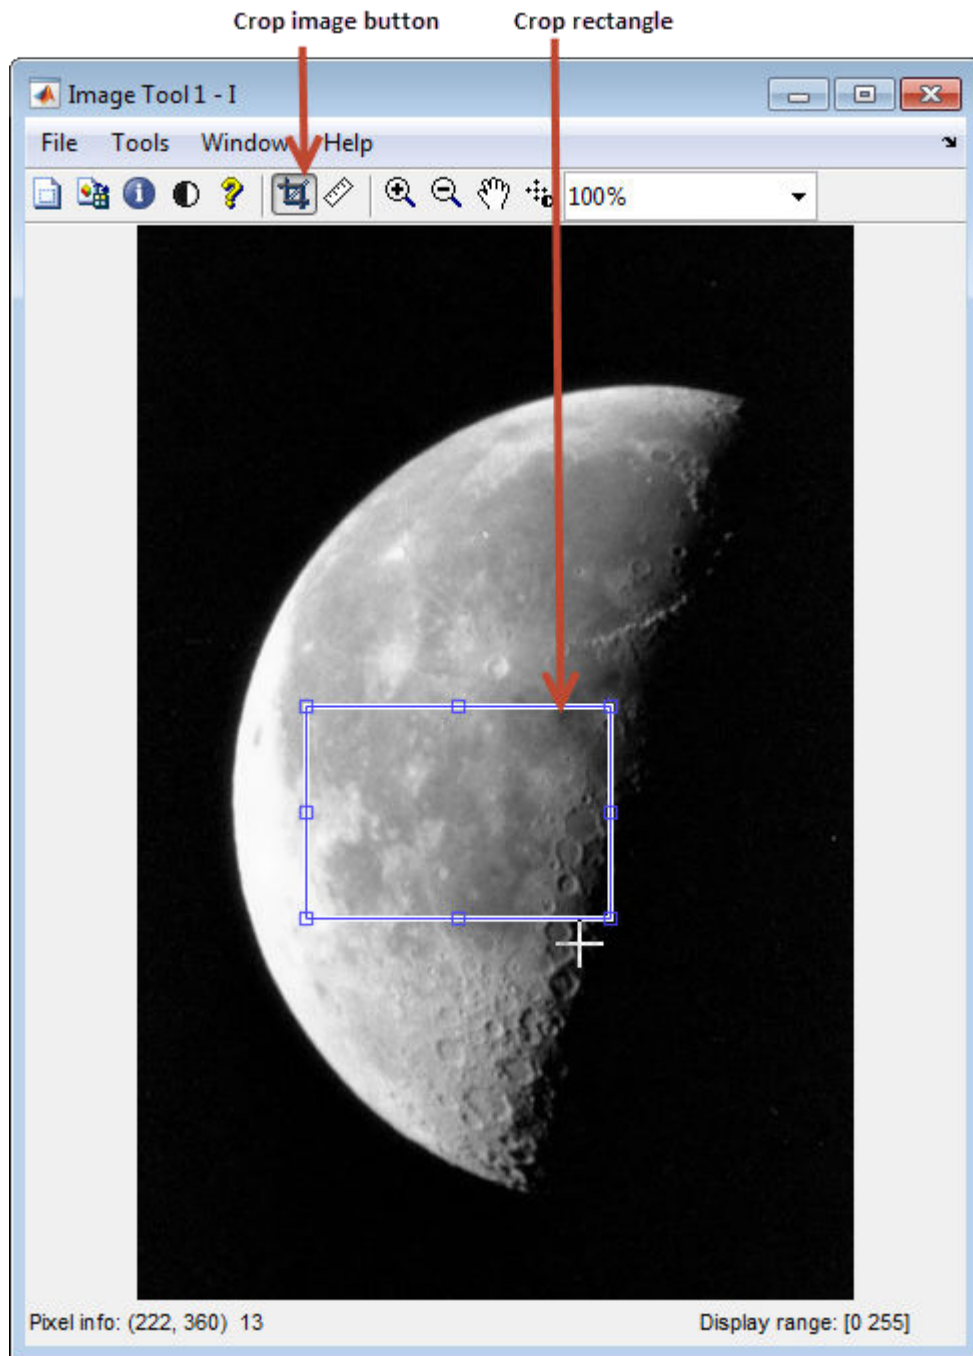 Crop image button Crop rectangle
Image Tool 1 - I
File Tools Window Help
100%
Pixel info: (222, 360) 13 Display range: [0 255]